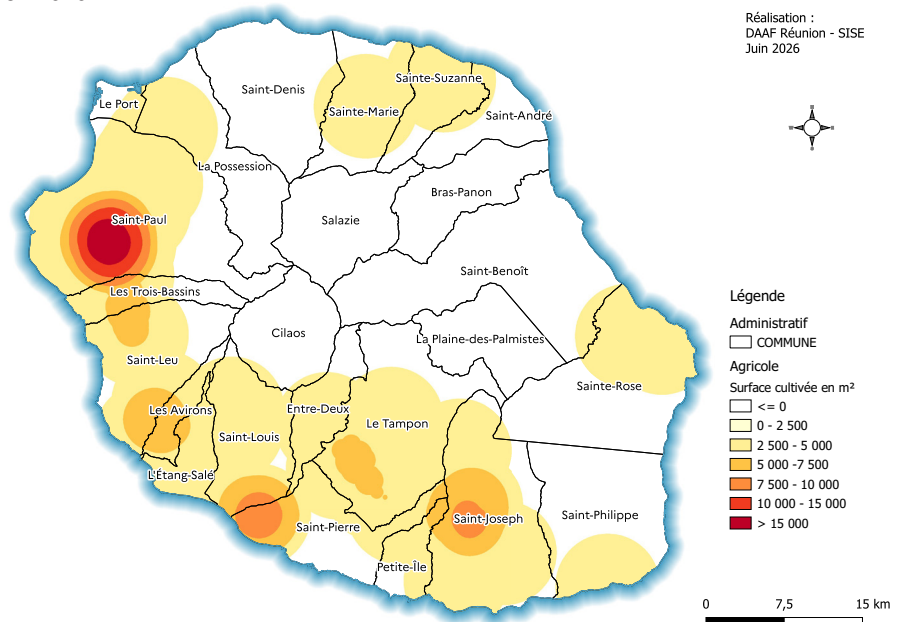 Réalisation :
DAAF Réunion - SISE
Juin 2026
Saint-Denis
Sainte-Suzanne
Le Port
Sainte-Marie
Saint-André
La Possession
Bras-Panon
Saint-Paul
Salazie
Saint-Benoît
Les Trois-Bassins
Cilaos
La Plaine-des-Palmistes
Saint-Leu
Sainte-Rose
Les Avirons
Entre-Deux
Le Tampon
Saint-Louis
L'Étang-Salé
Saint-Pierre
Saint-Joseph
Saint-Philippe
Petite-Île
Légende
Administratif
COMMUNE
Agricole
Surface cultivée en m²
<= 0
0 - 2 500
2 500 - 5 000
5 000 -7 500
7 500 - 10 000
10 000 - 15 000
> 15 000
0 7,5 15 km